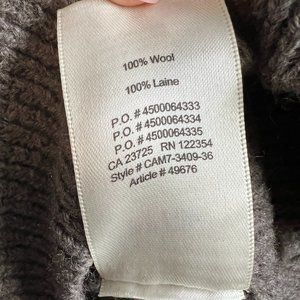 100% Wool
100% Laine
P.O. # 4500064333
P.O. # 4500064334
P.O. # 4500064335
CA 23725 RN 122354
Style # CAM7-3409-36
Article # 49676